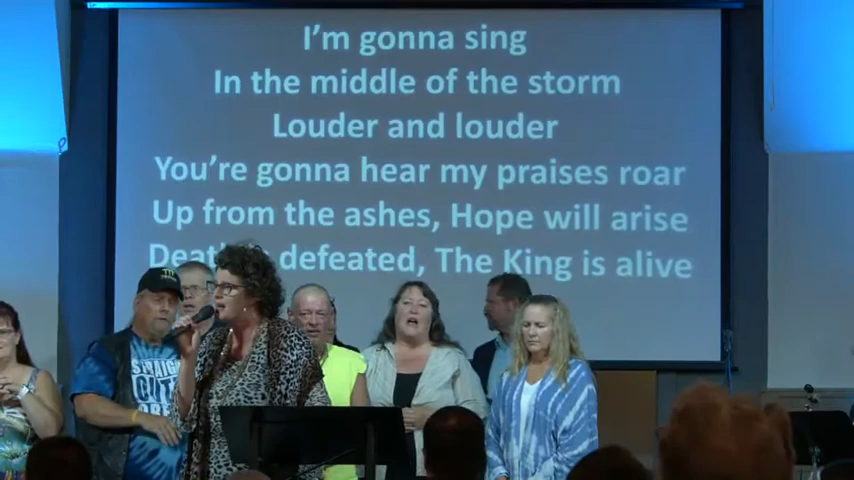 I'm gonna sing
In the middle of the storm
Louder and louder
You're gonna hear my praises roar
Up from the ashes, Hope will arise
is defeated, The King is alive